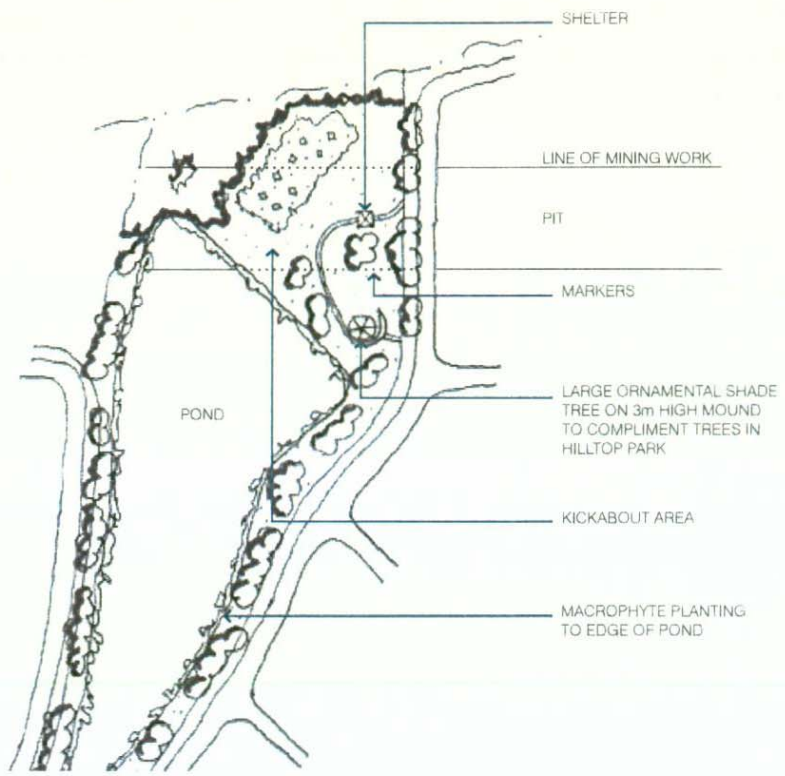 SHELTER
LINE OF MINING WORK
PIT
MARKERS
LARGE ORNAMENTAL SHADE
TREE ON 3m HIGH MOUND
TO COMPLIMENT TREES IN
HILLTOP PARK
POND
KICKABOUT AREA
MACROPHYTE PLANTING
TO EDGE OF POND